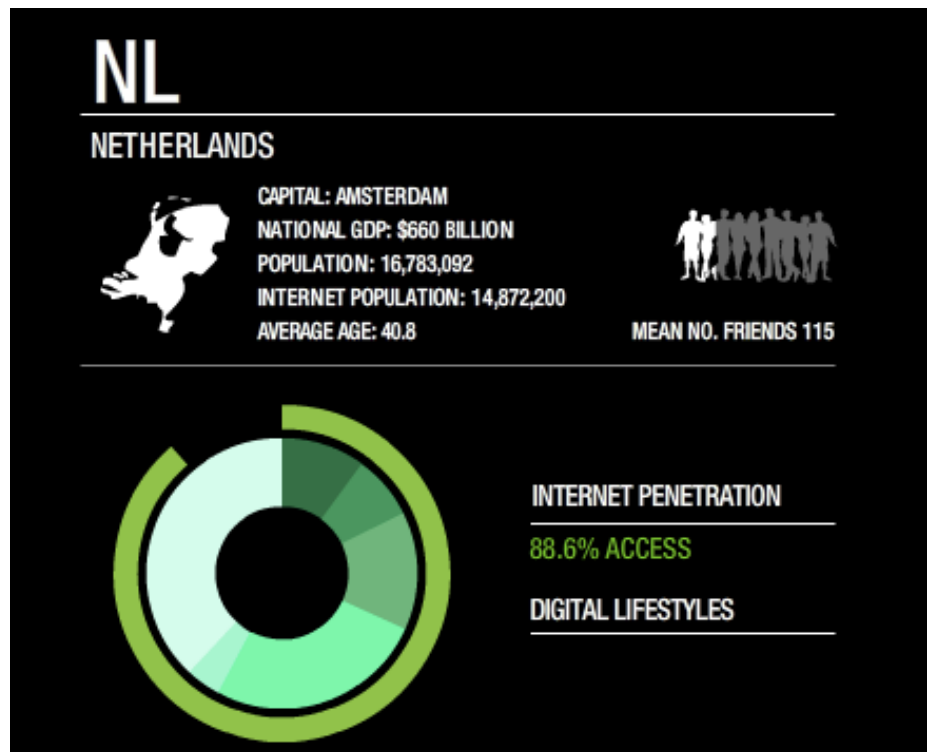 NL
NETHERLANDS
CAPITAL: AMSTERDAM
NATIONAL GDP: $660 BILLION
POPULATION: 16,783,092
INTERNET POPULATION: 14,872,200
AVERAGE AGE: 40.8
MEAN NO. FRIENDS 115
INTERNET PENETRATION
88.6% ACCESS
DIGITAL LIFESTYLES